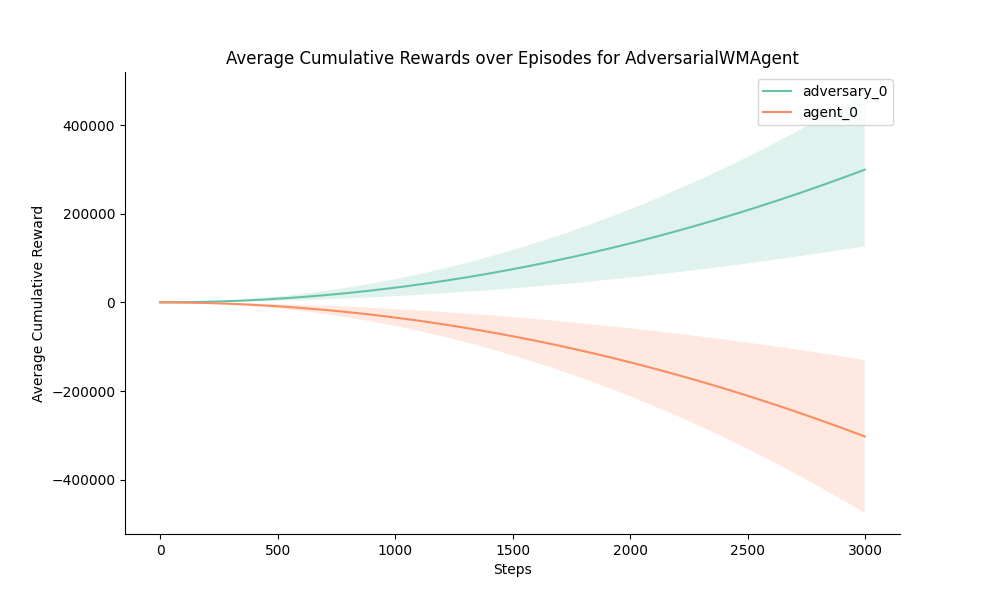 Average Cumulative Rewards over Episodes for AdversarialWMAgent
adversary_0
agent_0
Average Cumulative Reward
400000
200000
0
−200000
−400000
0 500 1000 1500 2000 2500 3000
Steps